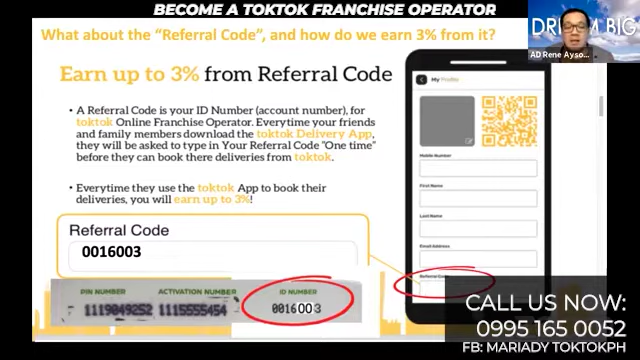 BECOME A TOKTOK FRANCHISE OPERATOR
What about the “Referral Code”, and how do we earn 3% from it?
DREAM BIG
AD Rene Ayso...
Earn up to 3% from Referral Code
• A Referral Code is your ID Number (account number), for
toktok Online Franchise Operator. Everytime your friends
and family members download the toktok Delivery App,
they will be asked to type in Your Referral Code "One time"
before they can book there deliveries from toktok.
• Everytime they use the toktok App to book their
deliveries, you will earn up to 3%!
Referral Code
0016003
PIN NUMBER
ACTIVATION NUMBER
ID NUMBER
1119049252
1115555454
0016003
My Profile
Mobile Number
First Name
Last Name
Email Address
Referral Code
CALL US NOW:
0995 165 0052
FB: MARIADY TOKTOKPH